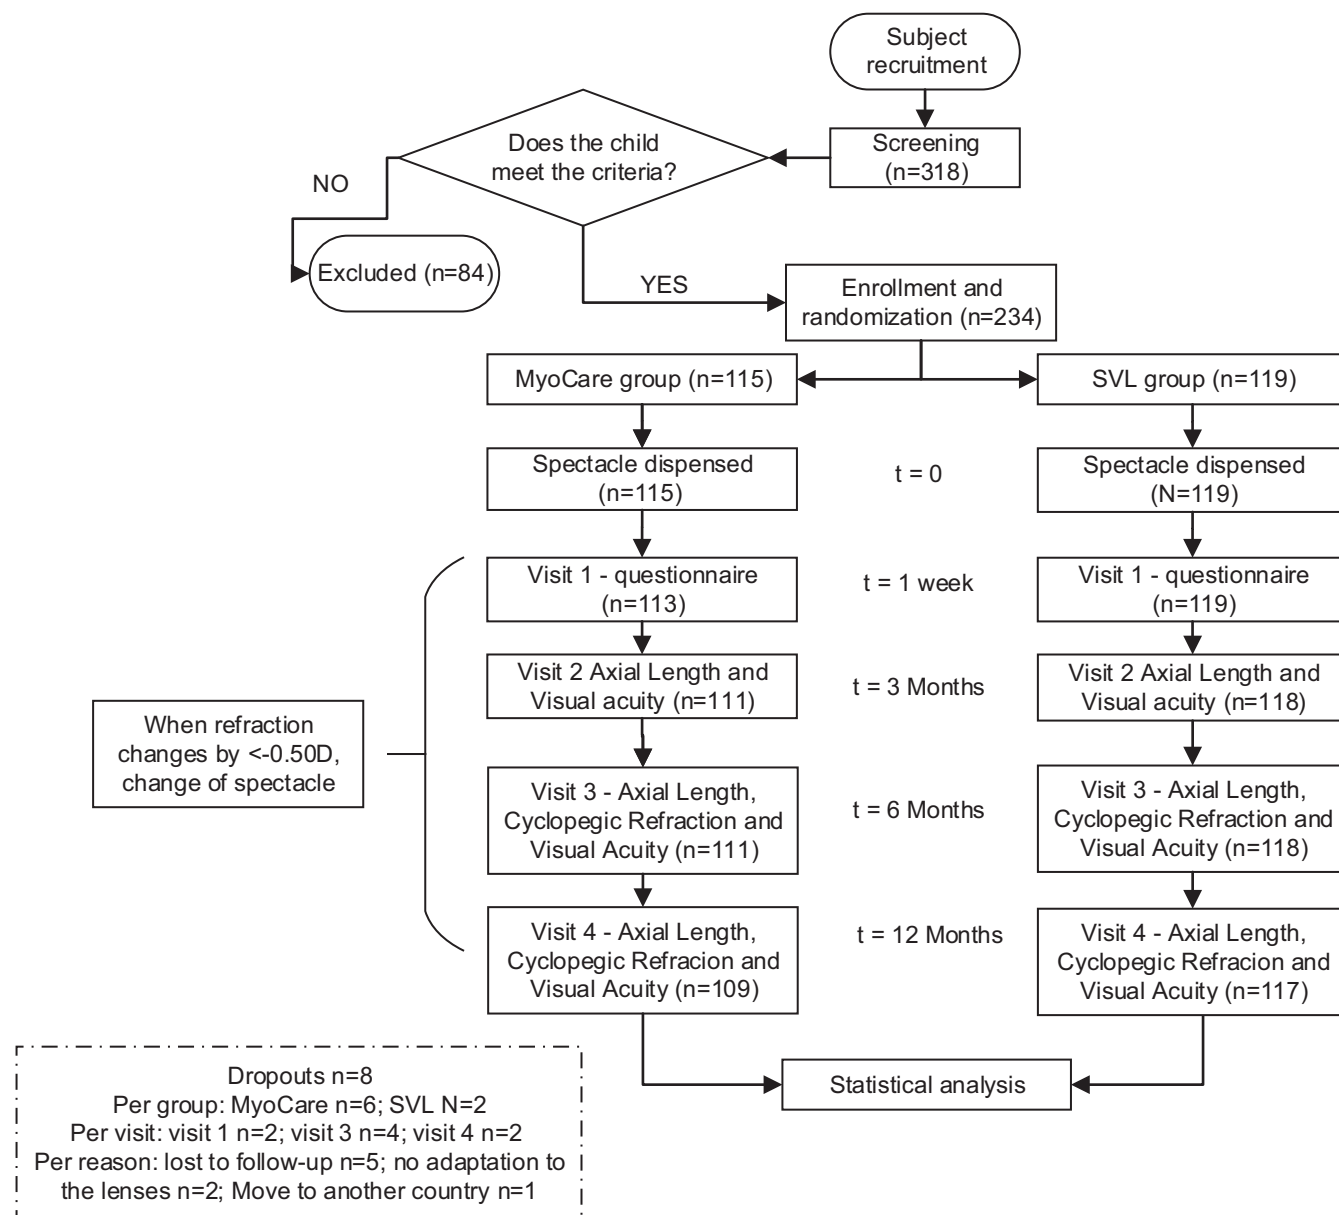 Subject
recruitment
Screening
(n=318)
Does the child
meet the criteria?
NO
Excluded (n=84)
YES
Enrollment and
randomization (n=234)
MyoCare group (n=115)
SVL group (n=119)
Spectacle dispensed
(n=115)
t = 0
Spectacle dispensed
(N=119)
Visit 1 - questionnaire
(n=113)
t = 1 week
Visit 1 - questionnaire
(n=119)
Visit 2 Axial Length and
Visual acuity (n=111)
t = 3 Months
Visit 2 Axial Length and
Visual acuity (n=118)
When refraction
changes by <-0.50D,
change of spectacle
Visit 3 - Axial Length,
Cyclopegic Refraction and
Visual Acuity (n=111)
t = 6 Months
Visit 3 - Axial Length,
Cyclopegic Refraction and
Visual Acuity (n=118)
Visit 4 - Axial Length,
Cyclopegic Refracion and
Visual Acuity (n=109)
t = 12 Months
Visit 4 - Axial Length,
Cyclopegic Refracion and
Visual Acuity (n=117)
Statistical analysis
Dropouts n=8
Per group: MyoCare n=6; SVL N=2
Per visit: visit 1 n=2; visit 3 n=4; visit 4 n=2
Per reason: lost to follow-up n=5; no adaptation to
the lenses n=2; Move to another country n=1